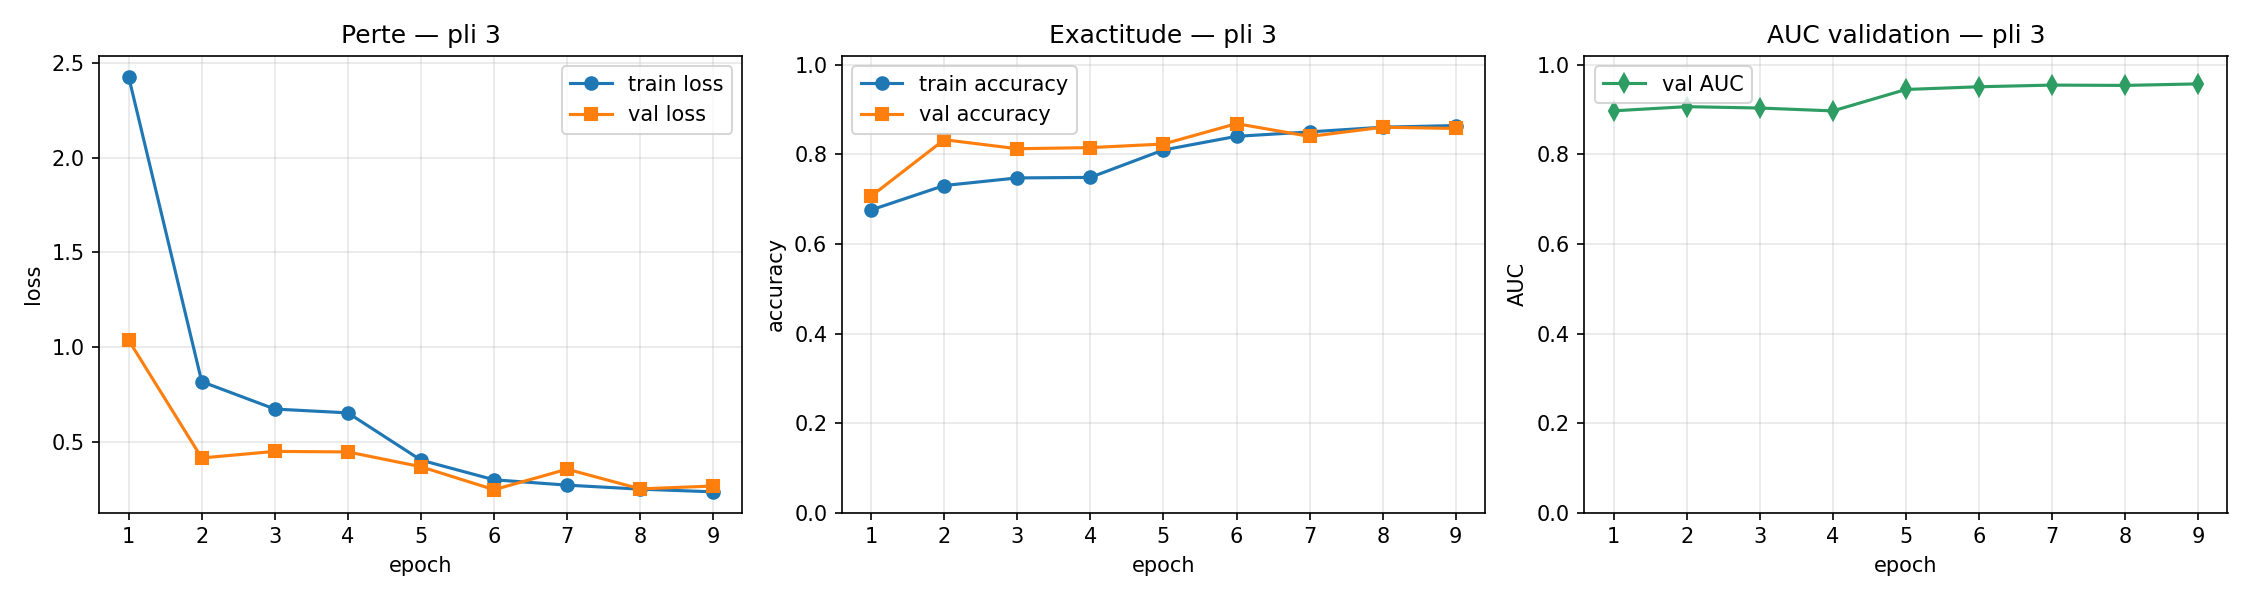 Perte — pli 3
train loss
val loss
2.5
2.0
1.5
1.0
0.5
loss
1 2 3 4 5 6 7 8 9
epoch
Exactitude — pli 3
train accuracy
val accuracy
1.0
0.8
0.6
0.4
0.2
0.0
accuracy
1 2 3 4 5 6 7 8 9
epoch
AUC validation — pli 3
val AUC
1.0
0.8
0.6
0.4
0.2
0.0
AUC
1 2 3 4 5 6 7 8 9
epoch